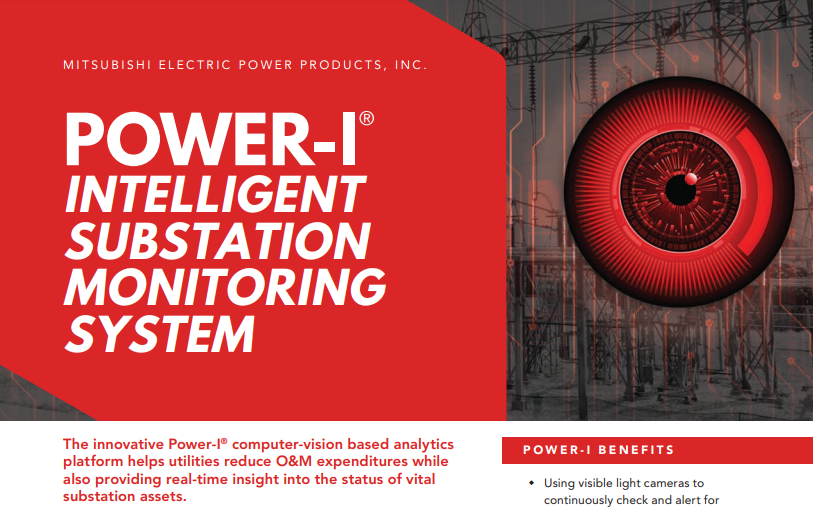 MITSUBISHI ELECTRIC POWER PRODUCTS, INC.
POWER-I®
INTELLIGENT
SUBSTATION
MONITORING
SYSTEM
The innovative Power-I® computer-vision based analytics
platform helps utilities reduce O&M expenditures while
also providing real-time insight into the status of vital
substation assets.
POWER-I BENEFITS
◆ Using visible light cameras to
continuously check and alert for